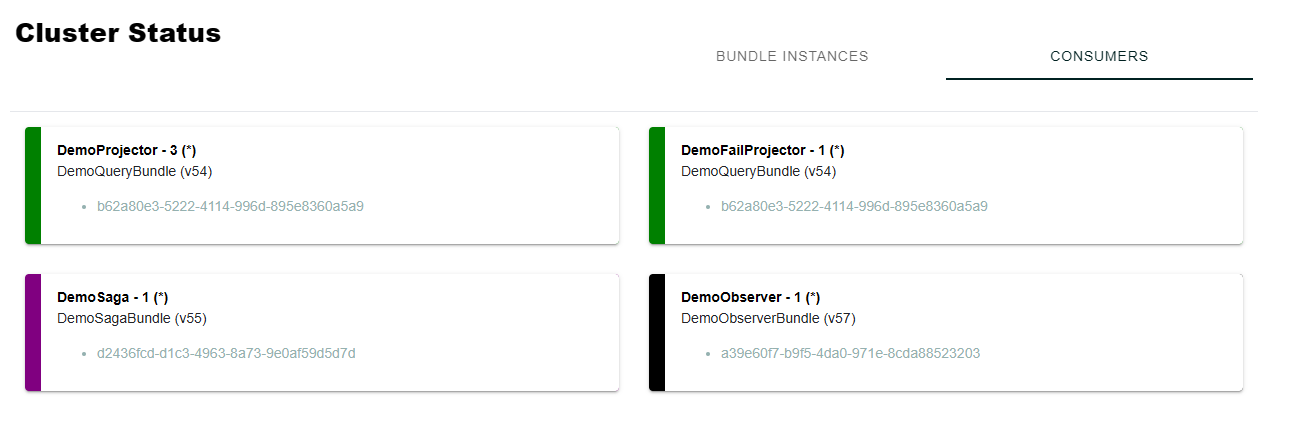 Cluster Status
BUNDLE INSTANCES
CONSUMERS
DemoProjector - 3 (*)
DemoQueryBundle (v54)
b62a80e3-5222-4114-996d-895e8360a5a9
DemoFailProjector - 1 (*)
DemoQueryBundle (v54)
b62a80e3-5222-4114-996d-895e8360a5a9
DemoSaga - 1 (*)
DemoSagaBundle (v55)
d2436fcd-d1c3-4963-8a73-9e0af59d5d7d
DemoObserver - 1 (*)
DemoObserverBundle (v57)
a39e60f7-b9f5-4da0-971e-8cda88523203